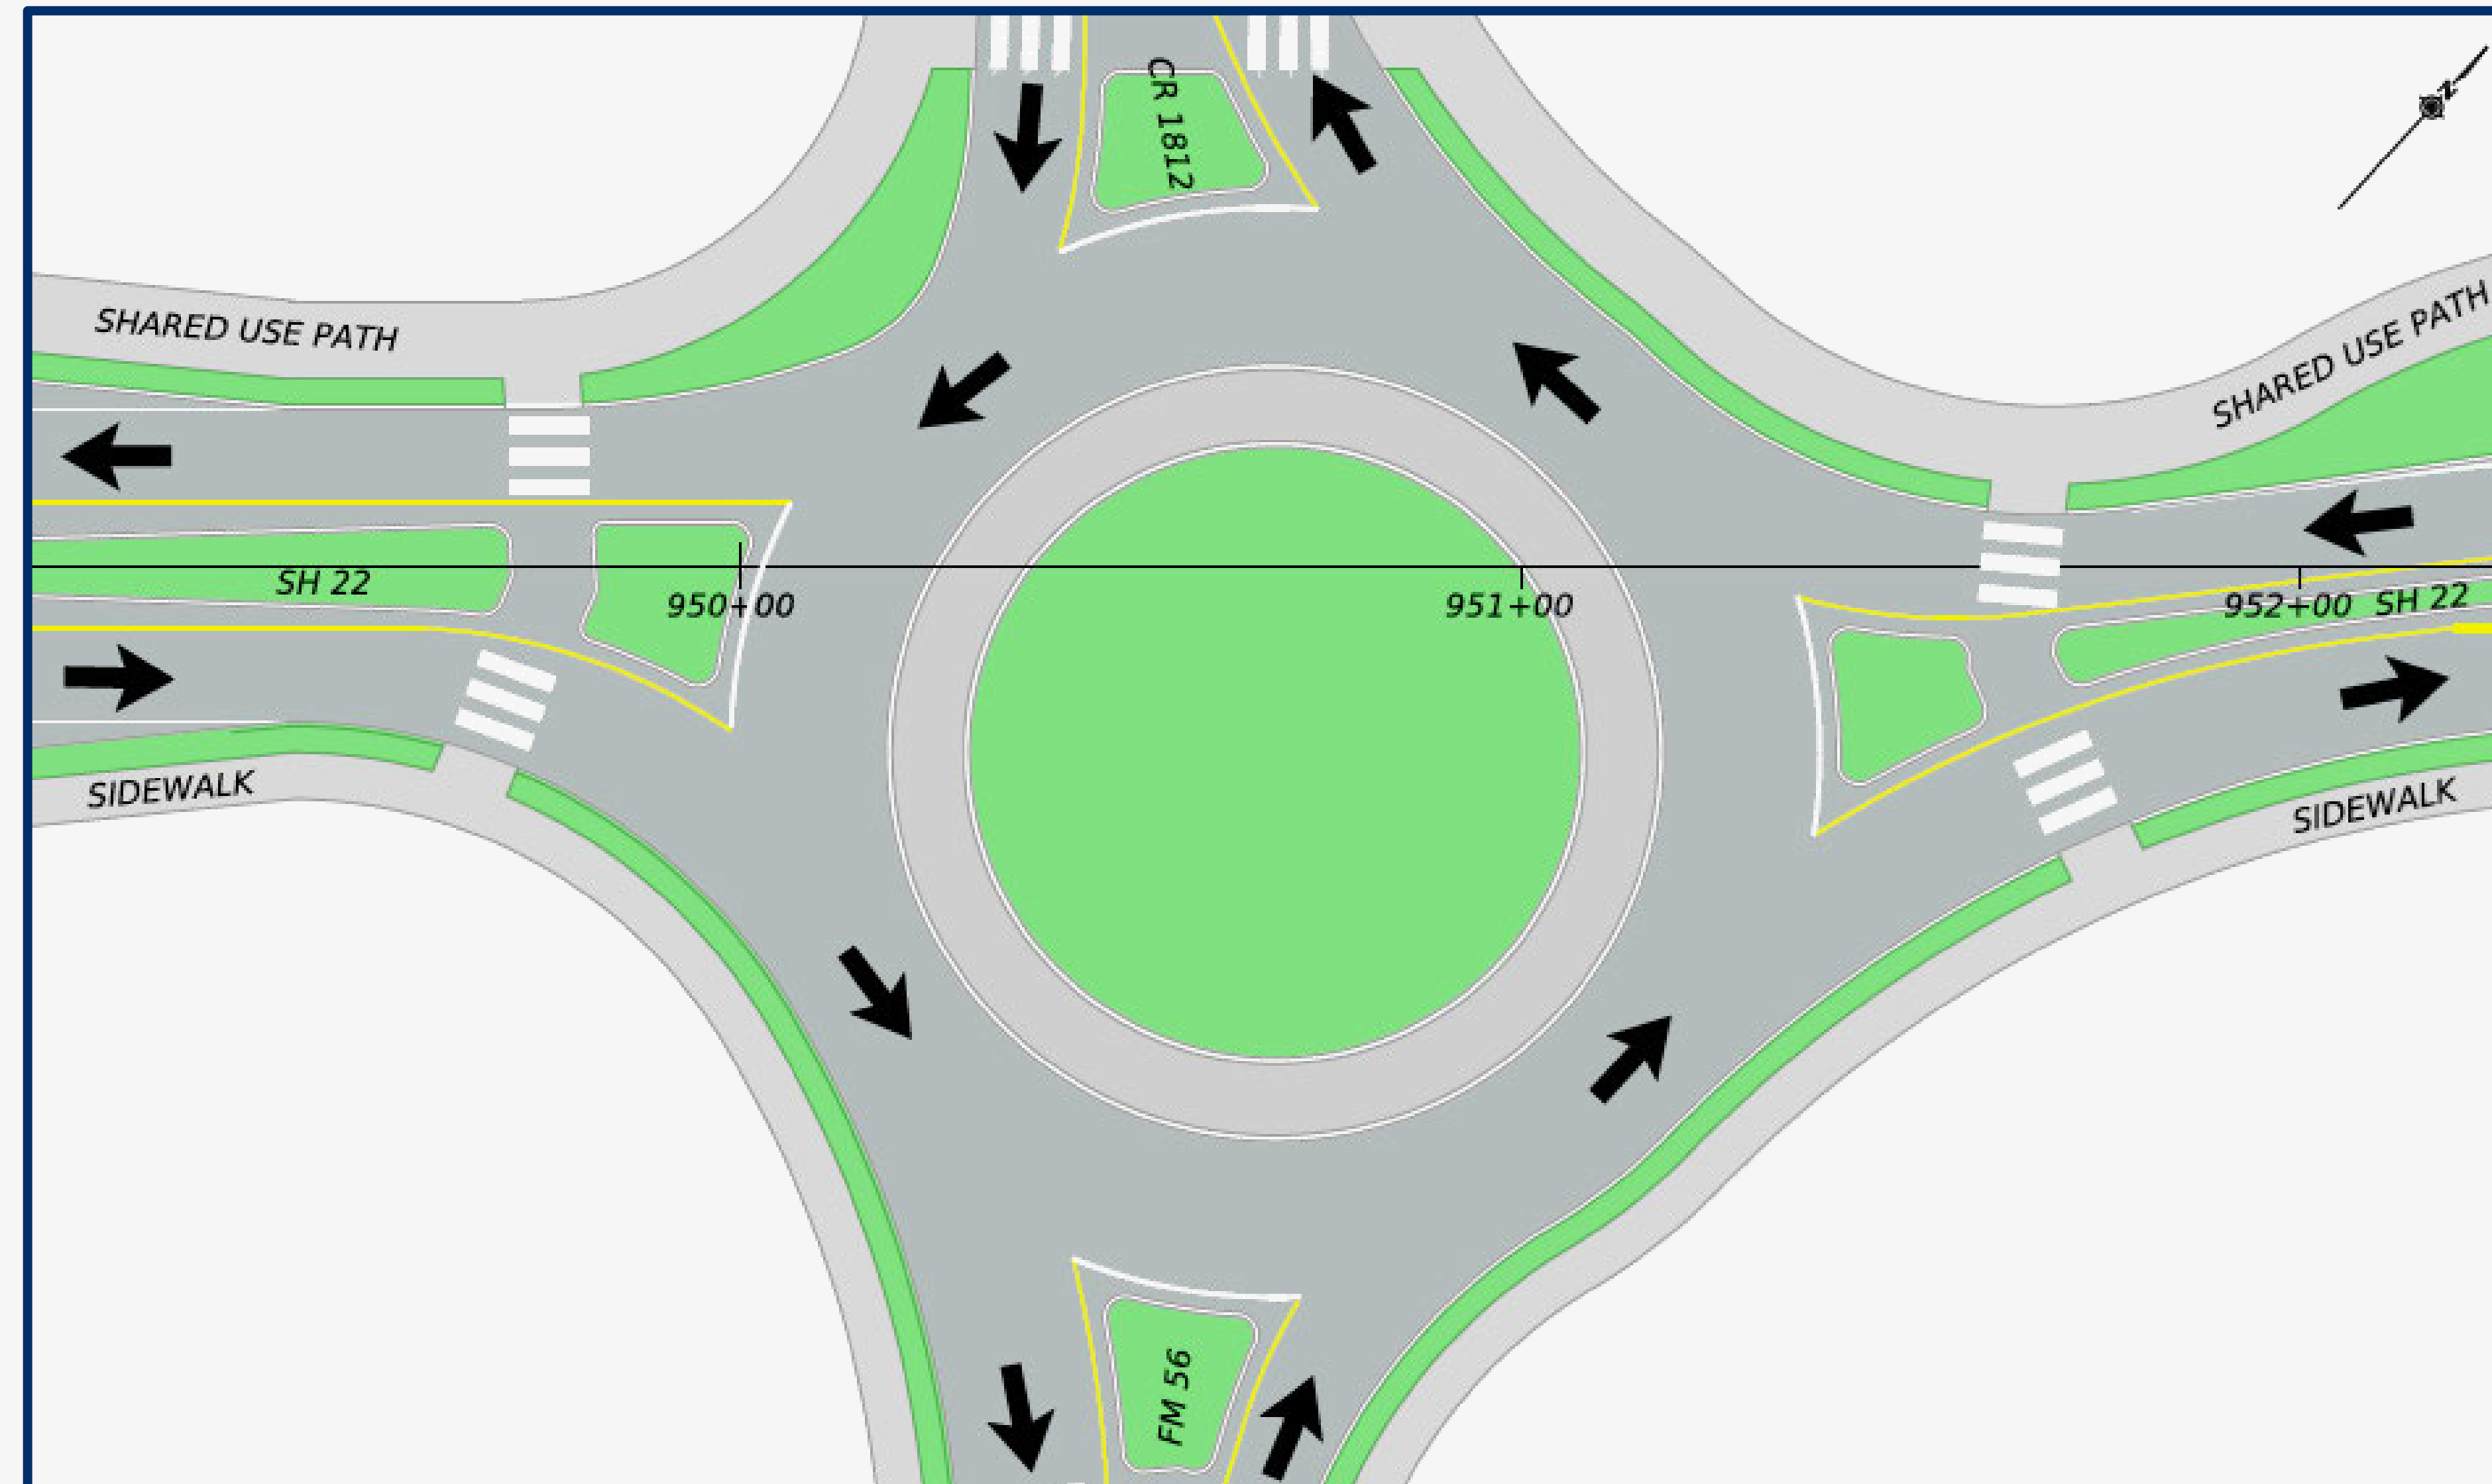 CR 1812
N
SHARED USE PATH
SHARED USE PATH
SH 22
950+00
951+00
952+00
SH 22
SIDEWALK
SIDEWALK
FM 56